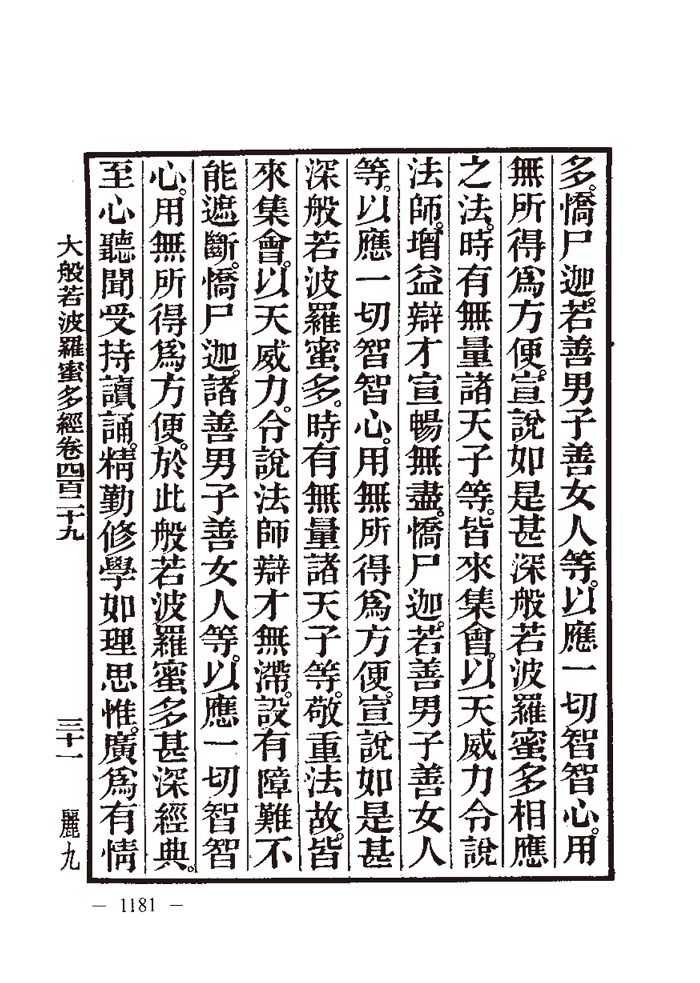 多。憍尸迦。若善男子善女人等。以應一切智智心。用
無所得爲方便。宣說如是甚深般若波羅蜜多相應
之法。時有無量諸天子等。皆來集會。以天威力令說
法師。增益辯才宣暢無盡。憍尸迦。若善男子善女人
等。以應一切智智心。用無所得爲方便。宣說如是甚
深般若波羅蜜多。時有無量諸天子等。敬重法故。皆
來集會。以天威力。令說法師辯才無滯。設有障難不
能遮斷。憍尸迦。諸善男子善女人等。以應一切智智
心。用無所得爲方便。於此般若波羅蜜多甚深經典。
至心聽聞受持讀誦。精勤修學如理思惟。廣爲有情
大般若波羅蜜多經卷四百二十九
三十一
麗九
— 1181 —